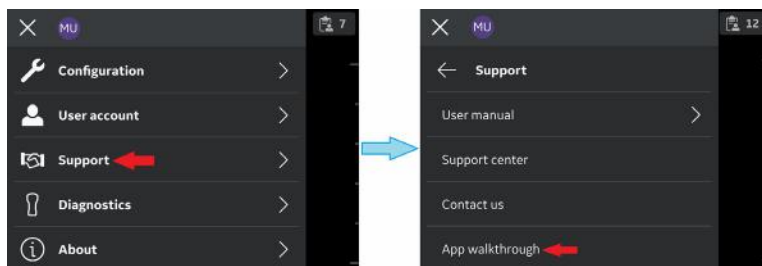 MU
7
Configuration
User account
Support
Diagnostics
About
MU
12
Support
User manual
Support center
Contact us
App walkthrough